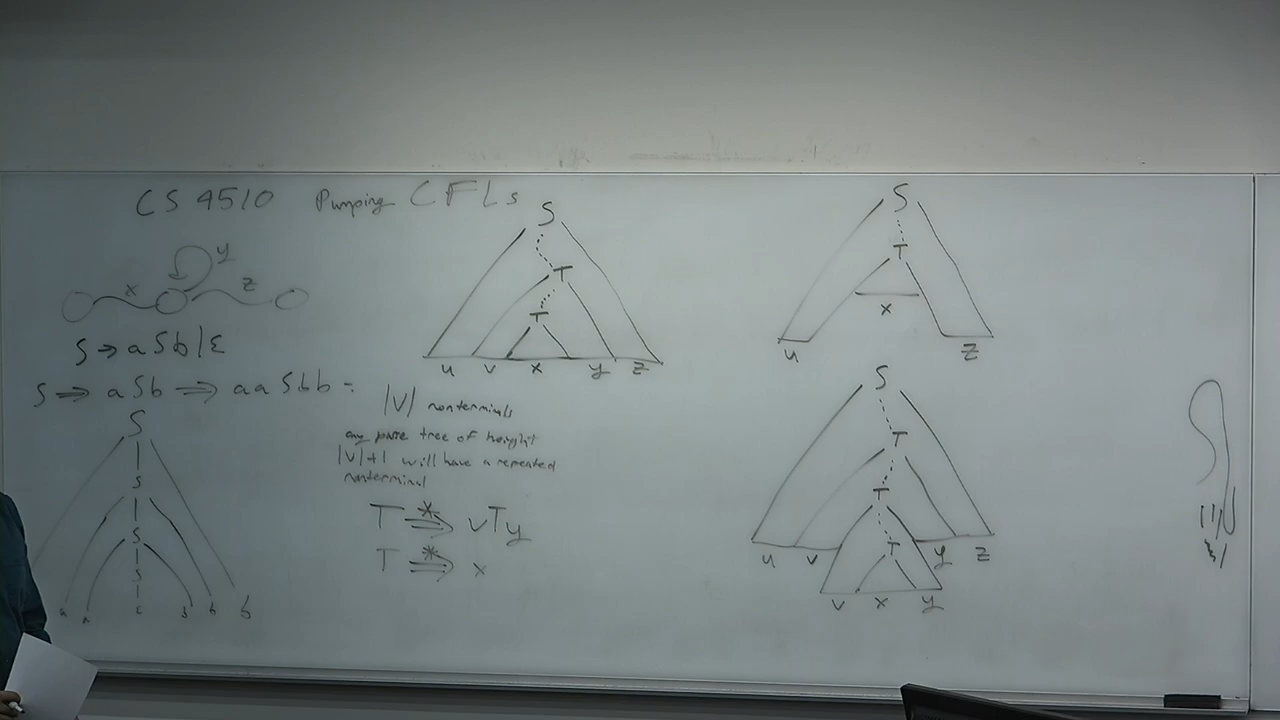 CS 4510 Pumping CFLs
y
x
z
S → aSb | ε
S ⇒ aSb ⇒ aaSbb
S
S
S
S
a a ε b b b
S
T
T
u v x y z
|V| nonterminals
any parse tree of height
|V|+1 will have a repeated
nonterminal
T ⇒* vTy
T ⇒* x
S
T
x
u z
S
T
T
T
u v y z
v x y